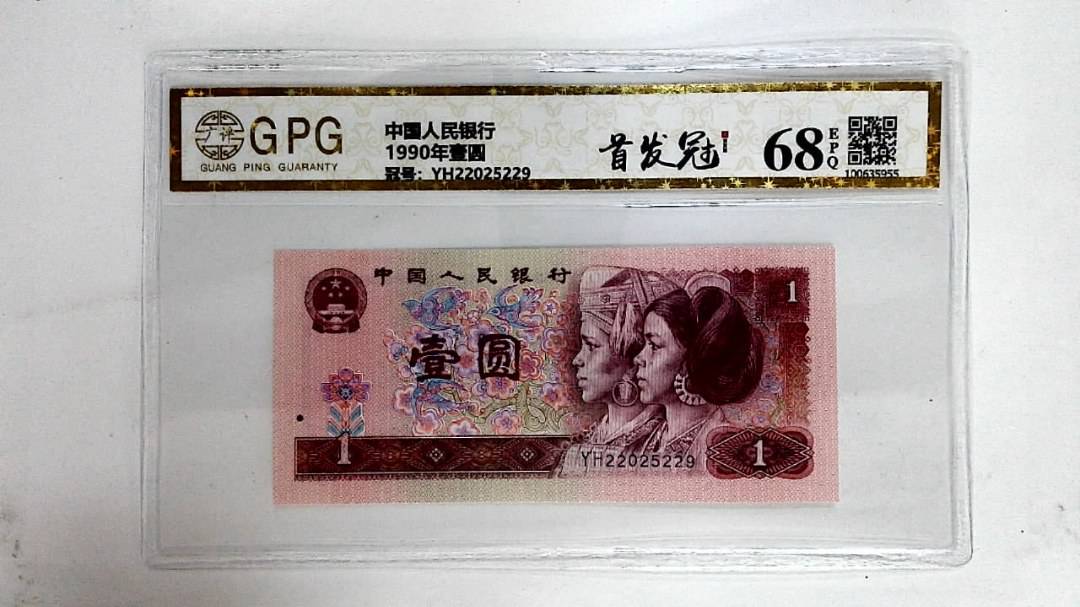 GPG
GUANG PING GUARANTY
中国人民银行
1990年壹圆
冠号: YH22025229
首发冠
68
EPQ
100635955
中国人民银行
1
壹圆
1
YH22025229
1